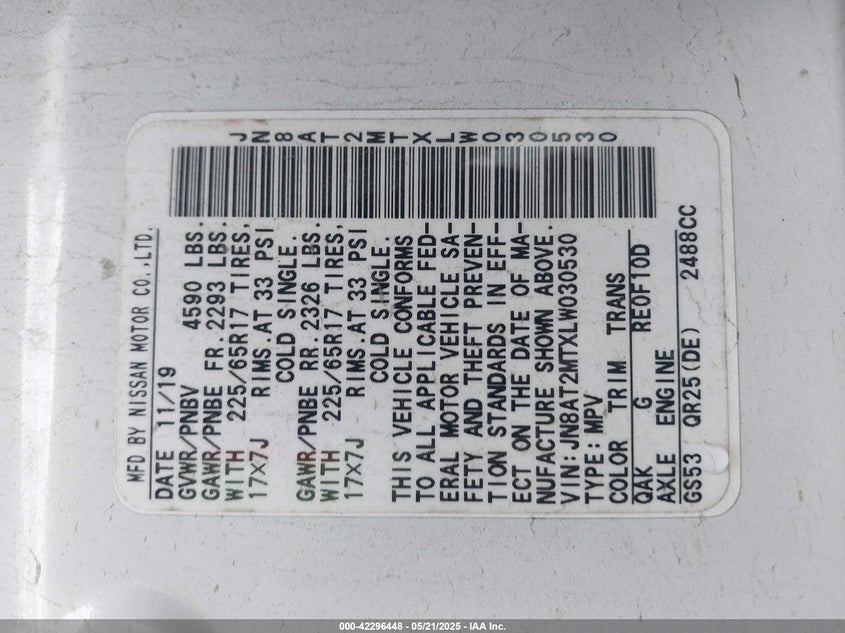 JN8AT2MTXLW030530
MFD BY NISSAN MOTOR CO.,LTD.
DATE 11/19
GVWR/PNBV 4590 LBS.
GAWR/PNBE FR. 2293 LBS.
WITH 225/65R17 TIRES,
17X7J RIMS.AT 33 PSI
COLD SINGLE.
GAWR/PNBE RR. 2326 LBS.
WITH 225/65R17 TIRES,
17X7J RIMS.AT 33 PSI
COLD SINGLE.
THIS VEHICLE CONFORMS
TO ALL APPLICABLE FED-
ERAL MOTOR VEHICLE SA-
FETY AND THEFT PREVEN-
TION STANDARDS IN EFF-
ECT ON THE DATE OF MA-
NUFACTURE SHOWN ABOVE.
VIN: JN8AT2MTXLW030530
TYPE: MPV
COLOR TRIM TRANS
QAK G RE0F10D
AXLE ENGINE
GS53 QR25(DE) 2488CC
000-42296448 - 05/21/2025 - IAA Inc.